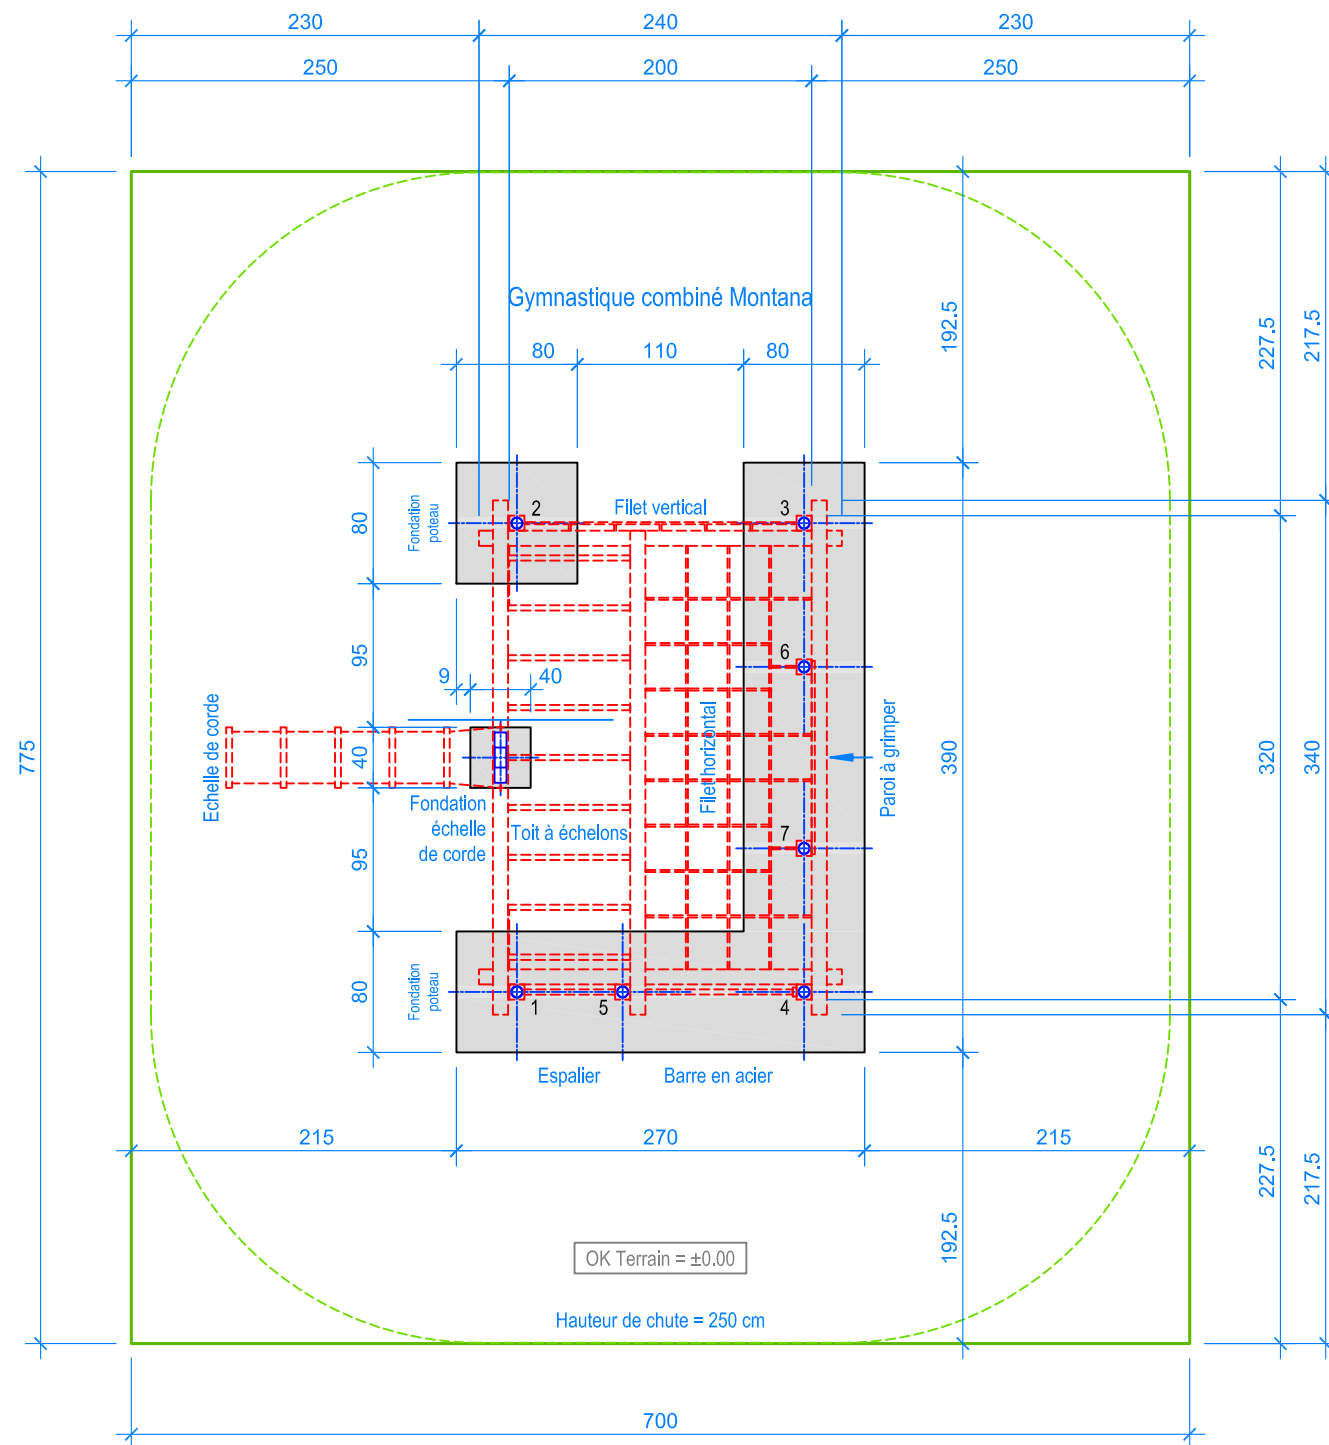 230
240
230
250
200
250
Gymnastique combiné Montana
192.5
227.5
217.5
80
110
80
Fondation
poteau
80
2
Filet vertical
3
95
6
9
40
Echelle de corde
775
40
Filet horizontal
Paroi à grimper
390
320
340
Fondation
échelle
de corde
Toit à échelons
7
95
80
Fondation
poteau
1
5
4
Espalier
Barre en acier
215
270
215
192.5
227.5
217.5
OK Terrain = ±0.00
Hauteur de chute = 250 cm
700